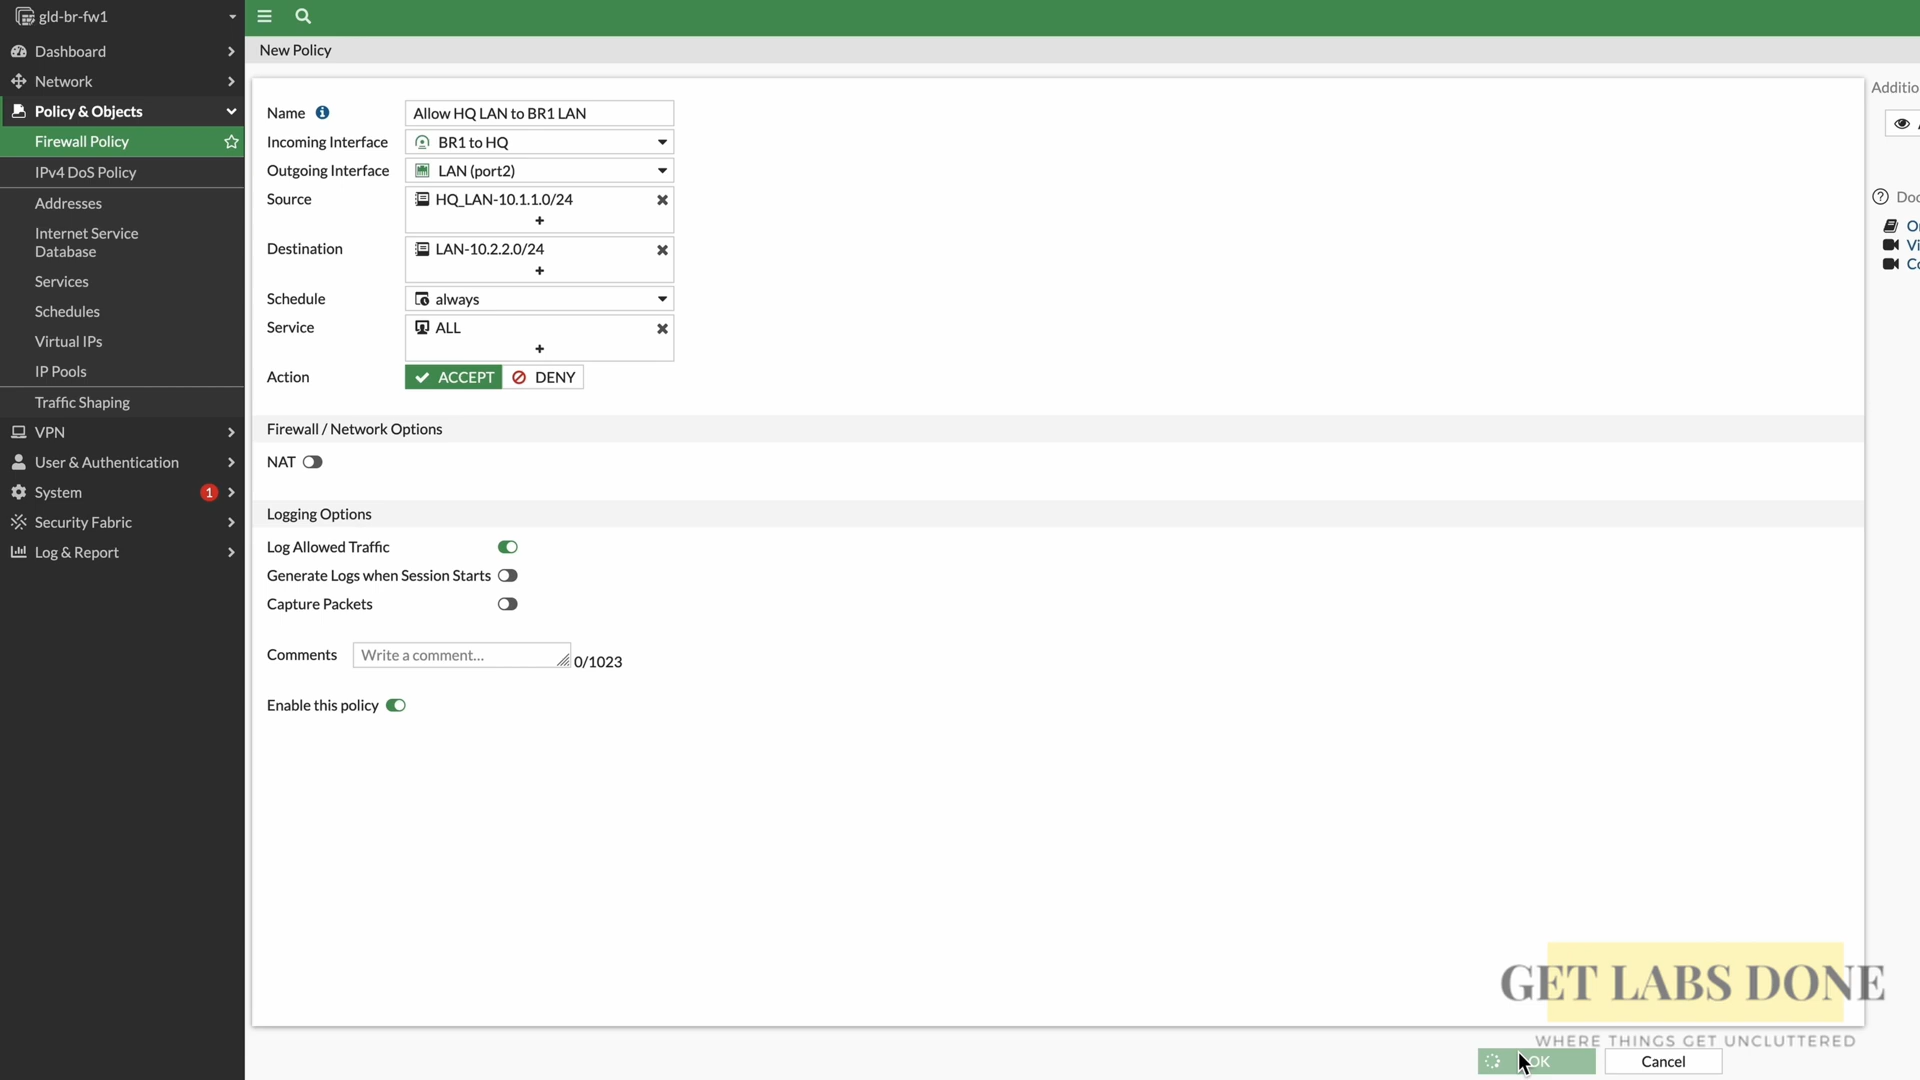 gld-br-fw1
Dashboard
Network
Policy & Objects
Firewall Policy
IPv4 DoS Policy
Addresses
Internet Service
Database
Services
Schedules
Virtual IPs
IP Pools
Traffic Shaping
VPN
User & Authentication
System 1
Security Fabric
Log & Report
New Policy
Name Allow HQ LAN to BR1 LAN
Incoming Interface BR1 to HQ
Outgoing Interface LAN (port2)
Source HQ_LAN-10.1.1.0/24
+
Destination LAN-10.2.2.0/24
+
Schedule always
Service ALL
+
Action ACCEPT DENY
Firewall / Network Options
NAT
Logging Options
Log Allowed Traffic
Generate Logs when Session Starts
Capture Packets
Comments Write a comment... 0/1023
Enable this policy
Additio
Doc
Vi
GET LABS DONE
WHERE THINGS GET UNCLUTTERED
OK Cancel